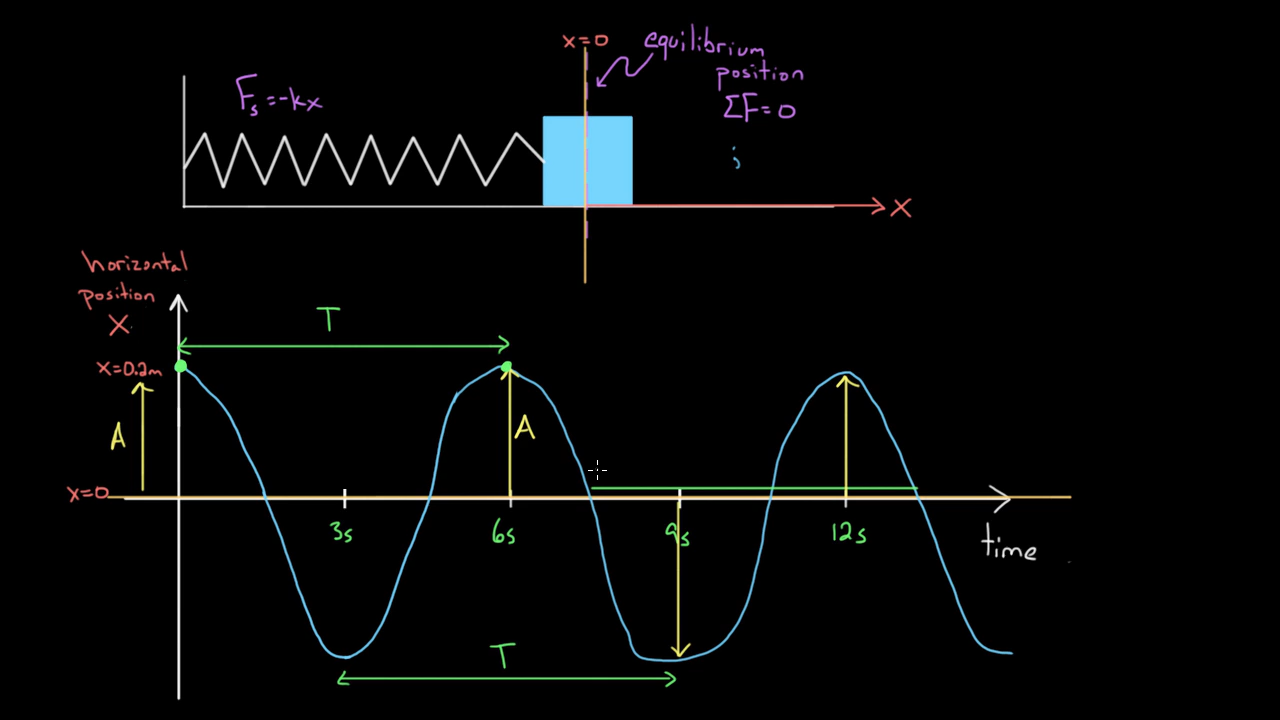 x=0
equilibrium
position
ΣF=0
Fs=-kx
X
horizontal
position
X
T
x=0.2m
A
A
x=0
3s
6s
9s
12s
time
T